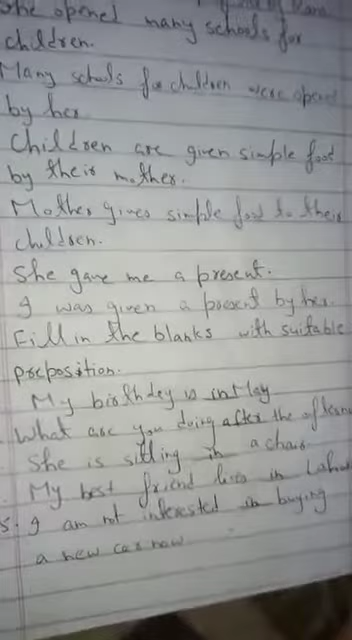 She opened many schools for
children.
Many schools for children were opened
by her.
Children are given simple food
by their mother.
Mother gives simple food to their
children.
She gave me a present.
I was given a present by her.
Fill in the blanks with suitable
preposition.
My birthday is in May
What are you doing after the
She is sitting in a chair
My best friend lives in
5. I am not interested in buying
a new car now